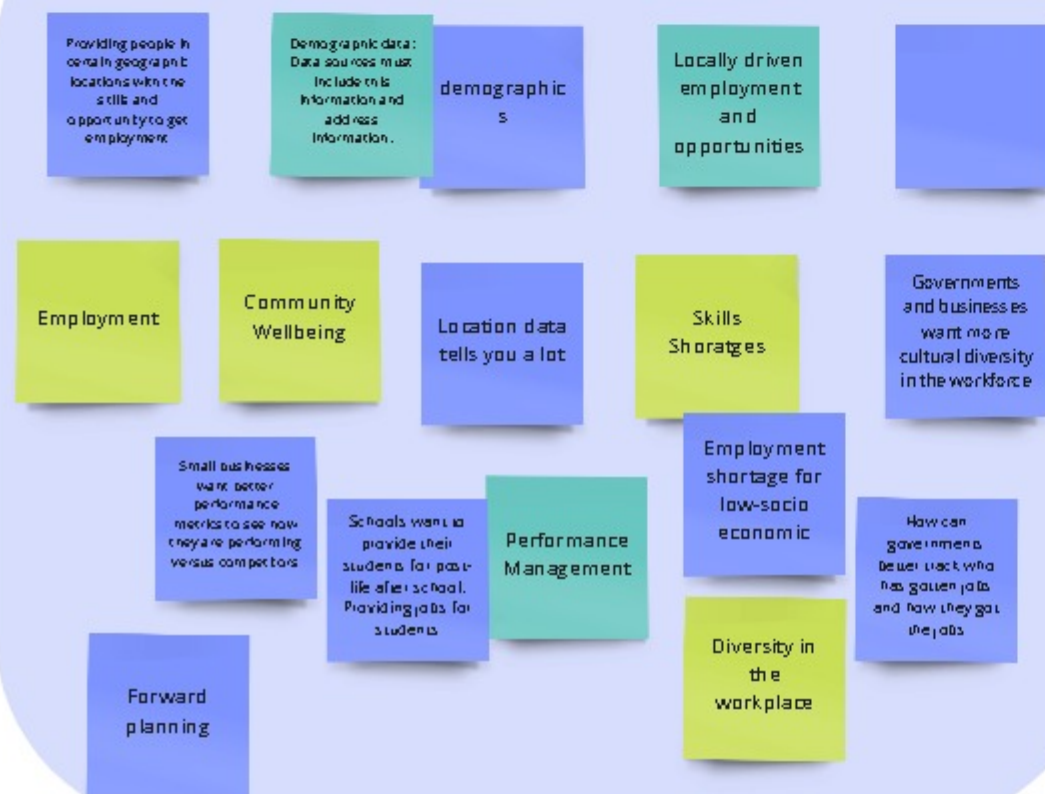 Providing people in
certain geographic
locations with the
skills and
opportunity to get
employment
Demographic data:
Data sources must
include this
information and
address
information.
demographic
s
Locally driven
employment
and
opportunities
Employment
Community
Wellbeing
Location data
tells you a lot
Skills
Shoratges
Governments
and businesses
want more
cultural diversity
in the workforce
Small businesses
want better
performance
metrics to see how
they are performing
versus competitors
Schools want to
provide their
students for post-
life after school.
Providing jobs for
students
Performance
Management
Employment
shortage for
low-socio
economic
How can
governments
better track who
has gotten jobs
and how they got
the jobs
Forward
planning
Diversity in
the
workplace